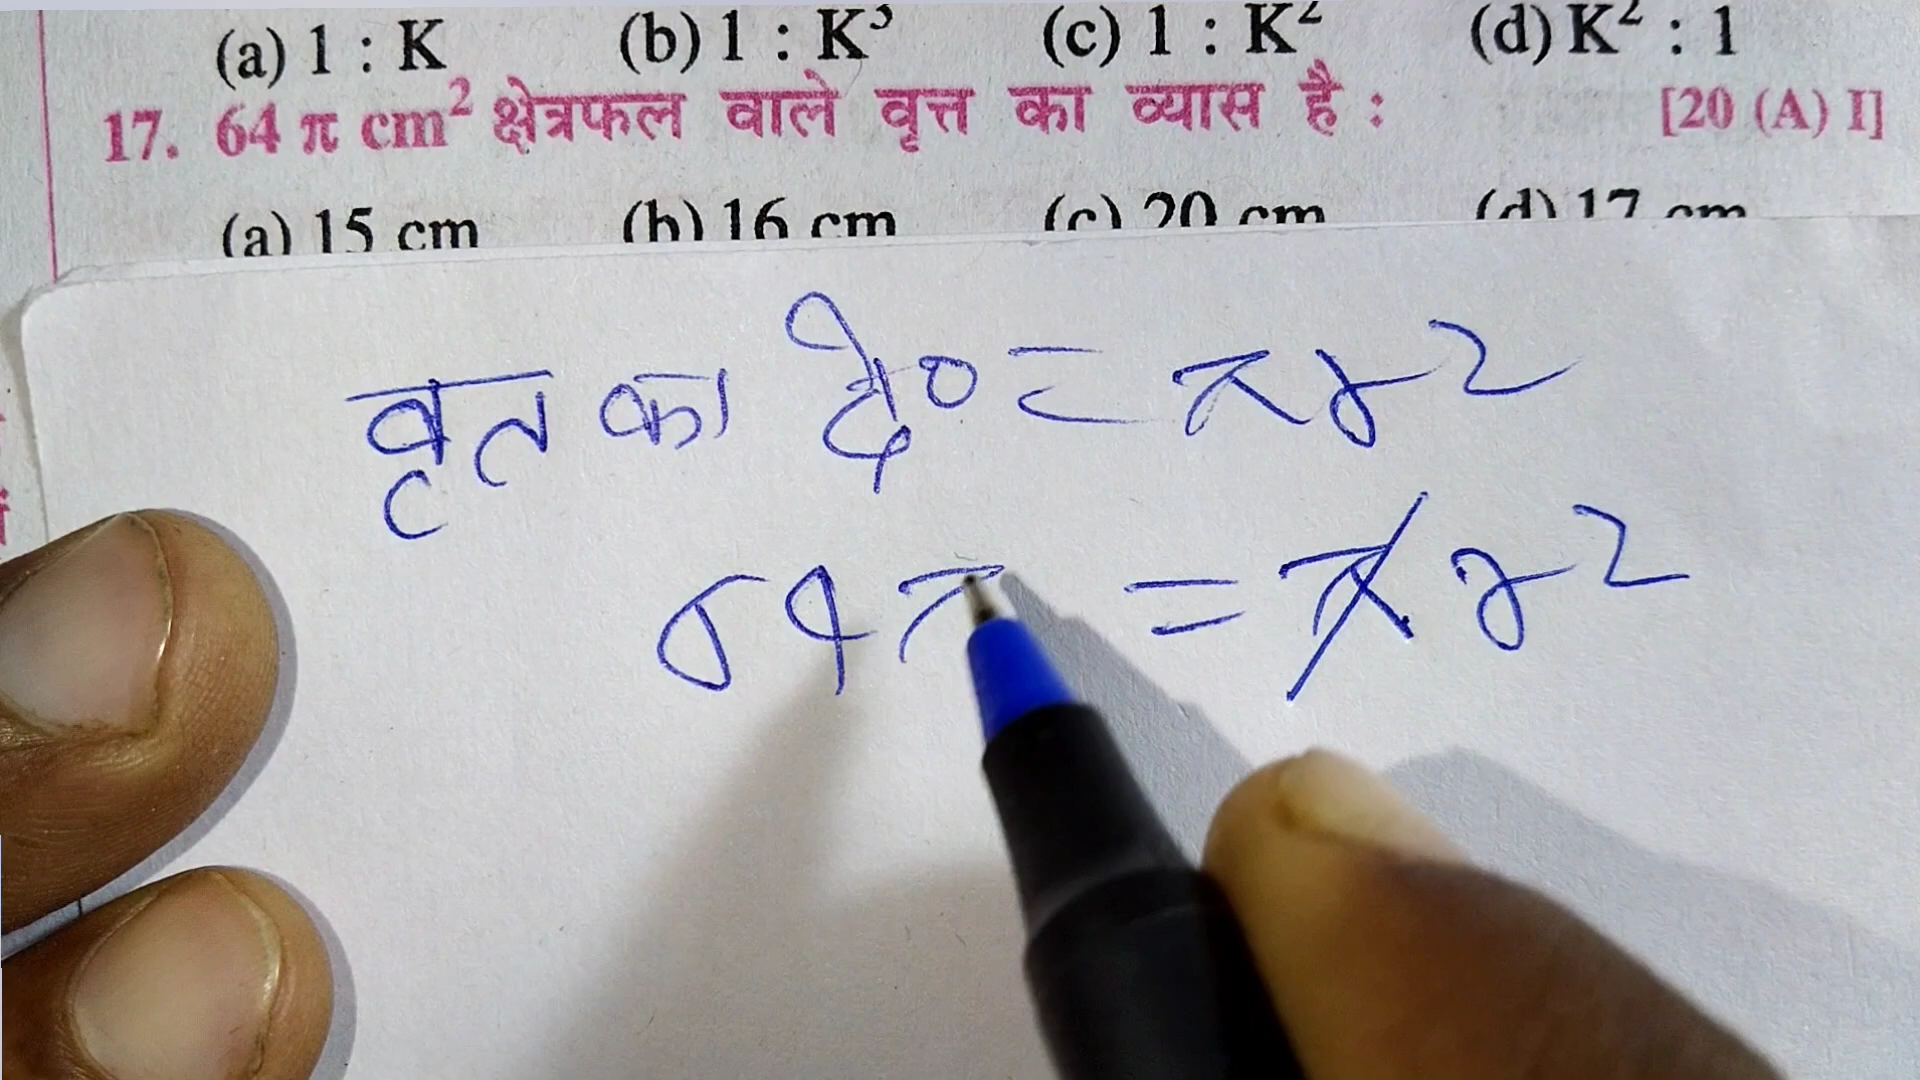 (a) 1 : K (b) 1 : K³ (c) 1 : K² (d) K² : 1
17. 64 π cm² क्षेत्रफल वाले वृत्त का व्यास है : [20 (A) I]
(a) 15 cm (b) 16 cm (c) 20 cm (d) 17 cm
वृत का क्षे० = πr²
64π = πr²